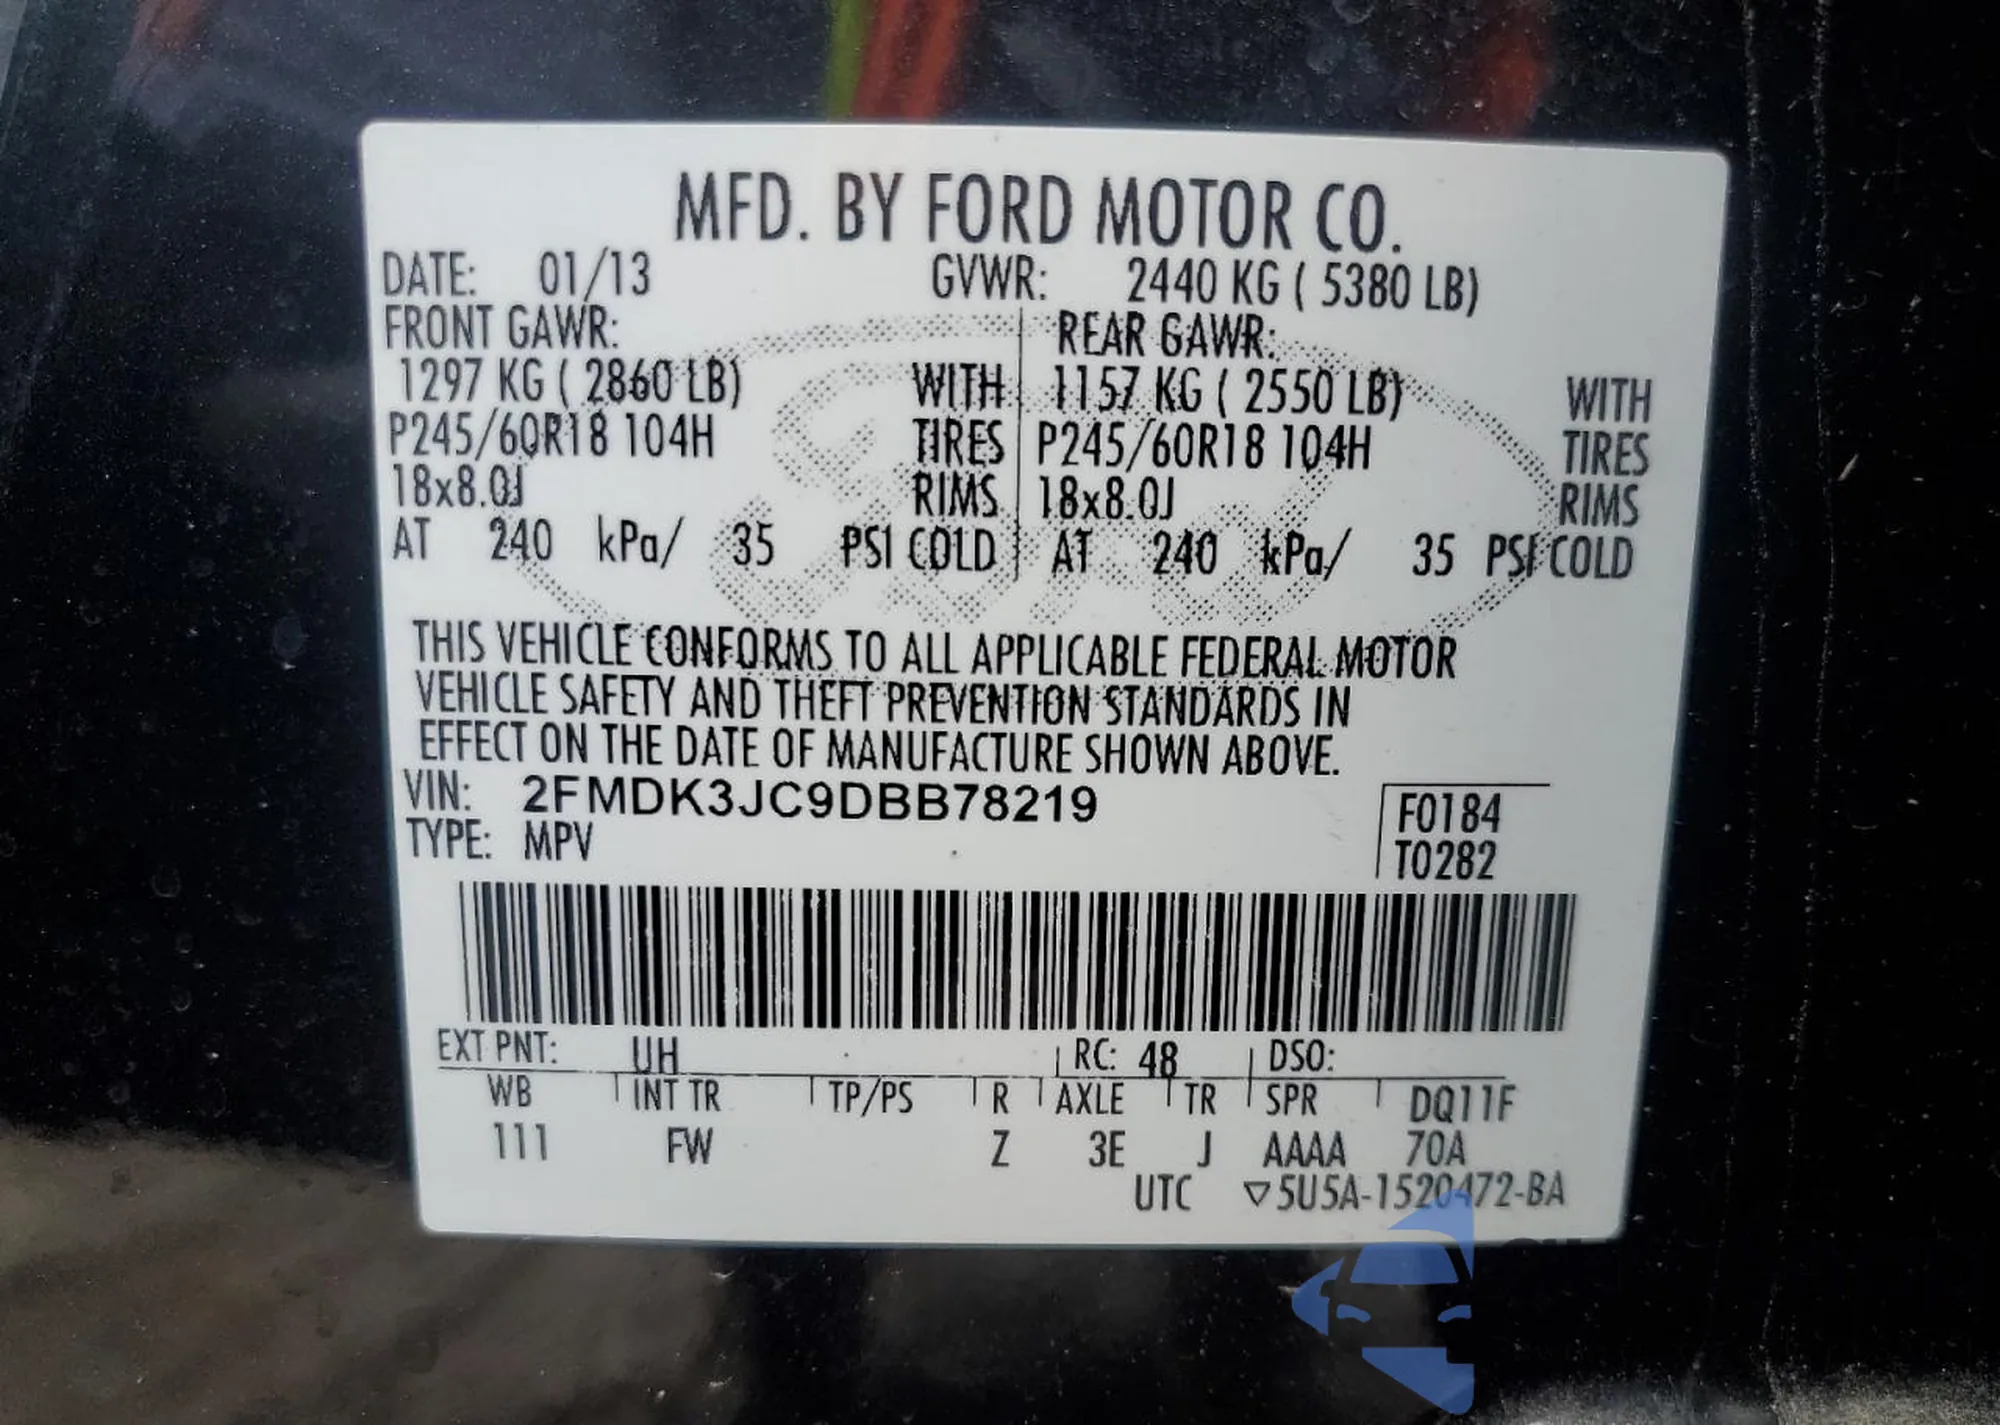 MFD. BY FORD MOTOR CO.
DATE: 01/13 GVWR: 2440 KG ( 5380 LB)
FRONT GAWR: REAR GAWR:
1297 KG ( 2860 LB) WITH 1157 KG ( 2550 LB) WITH
P245/60R18 104H TIRES P245/60R18 104H TIRES
18x8.0J RIMS 18x8.0J RIMS
AT 240 kPa/ 35 PSI COLD AT 240 kPa/ 35 PSI COLD
THIS VEHICLE CONFORMS TO ALL APPLICABLE FEDERAL MOTOR
VEHICLE SAFETY AND THEFT PREVENTION STANDARDS IN
EFFECT ON THE DATE OF MANUFACTURE SHOWN ABOVE.
VIN: 2FMDK3JC9DBB78219 F0184
TYPE: MPV T0282
EXT PNT: UH RC: 48 DSO:
WB INT TR TP/PS R AXLE TR SPR DQ11F
111 FW Z 3E J AAAA 70A
UTC ▽5U5A-1520472-BA